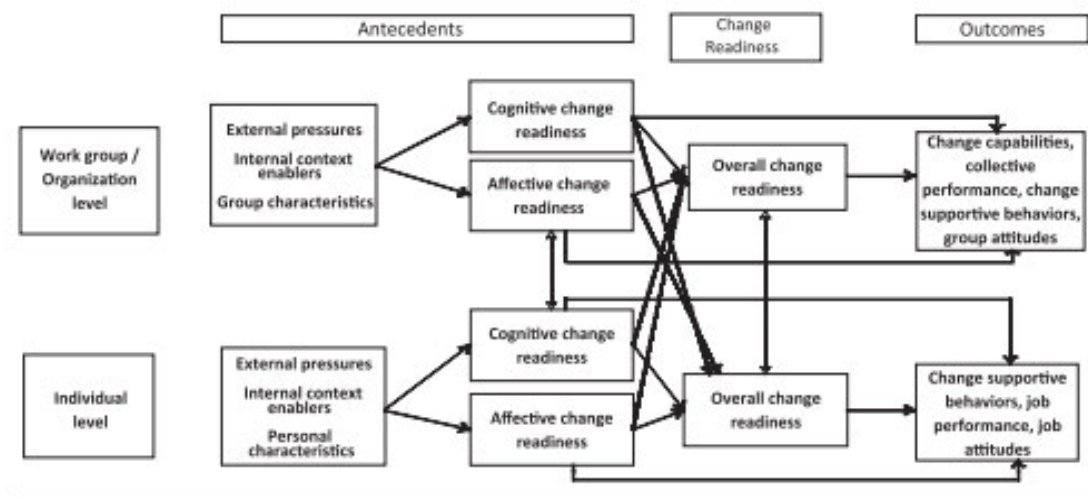 Antecedents
Change
Readiness
Outcomes
Work group /
Organization
level
External pressures
Internal context
enablers
Group characteristics
Cognitive change
readiness
Affective change
readiness
Overall change
readiness
Change capabilities,
collective
performance, change
supportive behaviors,
group attitudes
Individual
level
External pressures
Internal context
enablers
Personal
characteristics
Cognitive change
readiness
Affective change
readiness
Overall change
readiness
Change supportive
behaviors, job
performance, job
attitudes